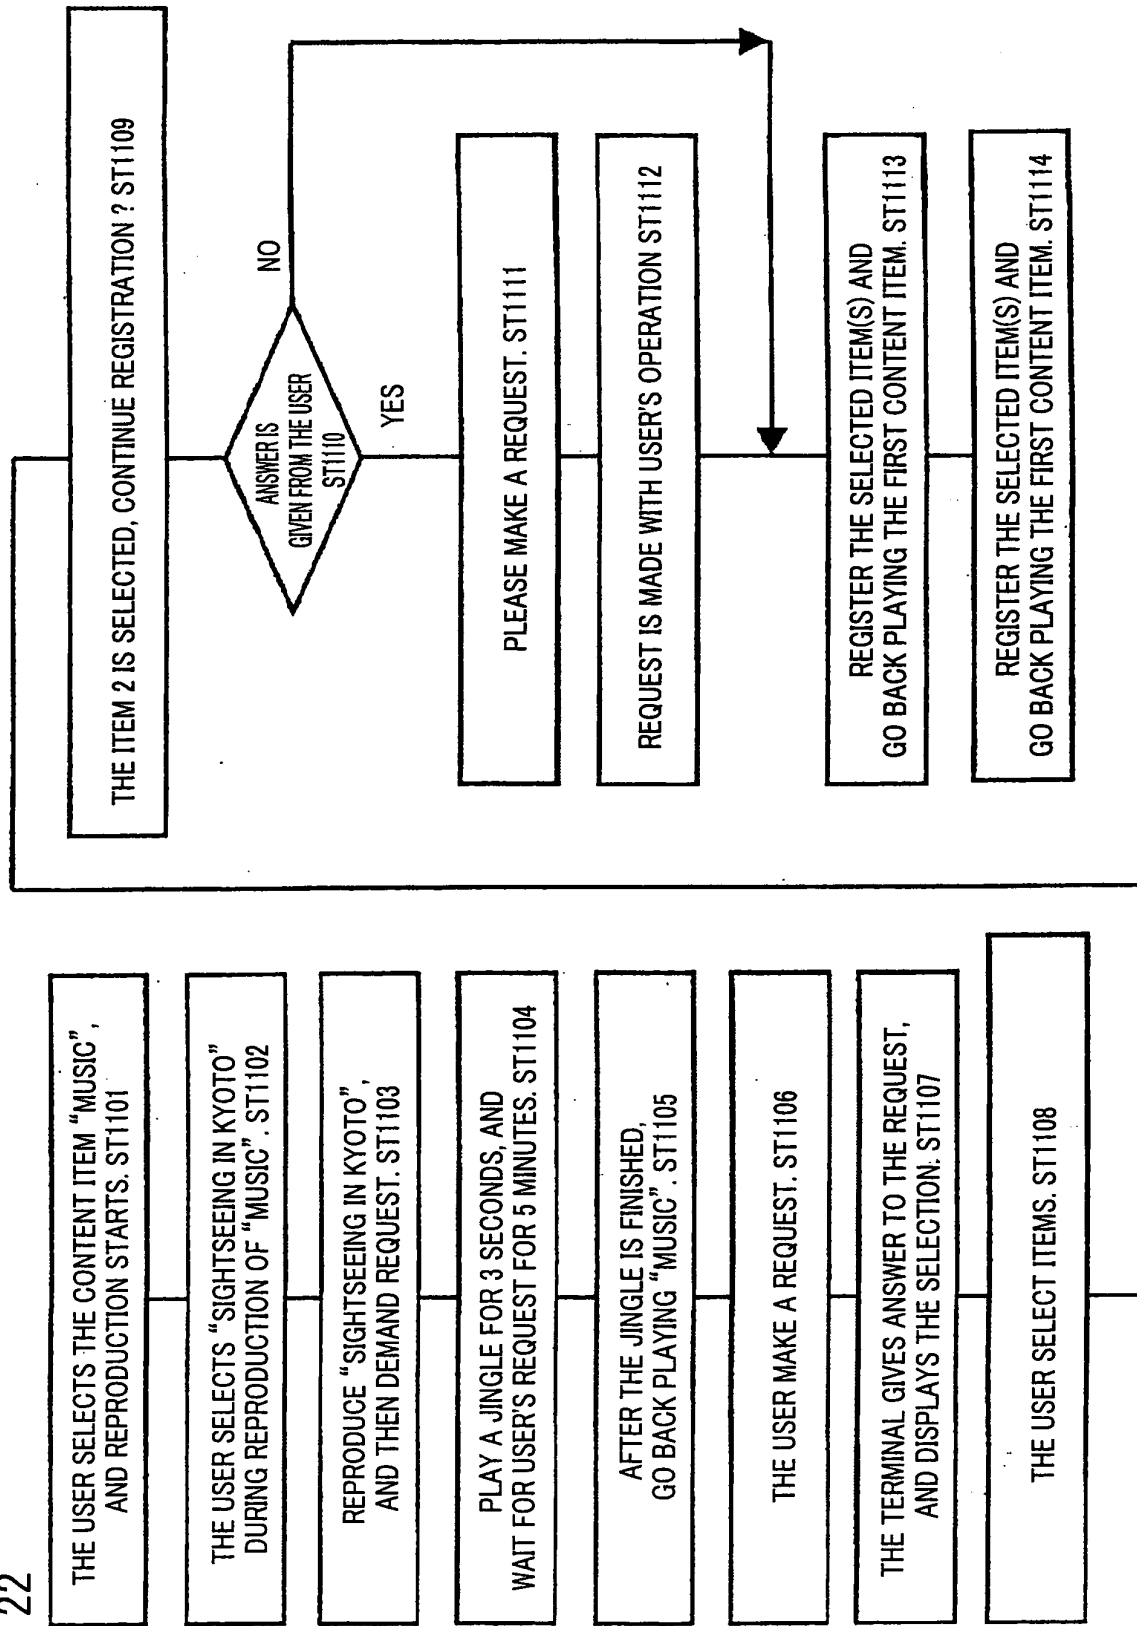 22
THE USER SELECTS THE CONTENT ITEM “MUSIC”,
AND REPRODUCTION STARTS. ST1101
THE USER SELECTS “SIGHTSEEING IN KYOTO”
DURING REPRODUCTION OF “MUSIC”. ST1102
REPRODUCE “SIGHTSEEING IN KYOTO”,
AND THEN DEMAND REQUEST. ST1103
PLAY A JINGLE FOR 3 SECONDS, AND
WAIT FOR USER'S REQUEST FOR 5 MINUTES. ST1104
AFTER THE JINGLE IS FINISHED,
GO BACK PLAYING “MUSIC”. ST1105
THE USER MAKE A REQUEST. ST1106
THE TERMINAL GIVES ANSWER TO THE REQUEST,
AND DISPLAYS THE SELECTION. ST1107
THE USER SELECT ITEMS. ST1108
THE ITEM 2 IS SELECTED, CONTINUE REGISTRATION ? ST1109
ANSWER IS
GIVEN FROM THE USER
ST1110
NO
YES
PLEASE MAKE A REQUEST. ST1111
REQUEST IS MADE WITH USER'S OPERATION ST1112
REGISTER THE SELECTED ITEM(S) AND
GO BACK PLAYING THE FIRST CONTENT ITEM. ST1113
REGISTER THE SELECTED ITEM(S) AND
GO BACK PLAYING THE FIRST CONTENT ITEM. ST1114